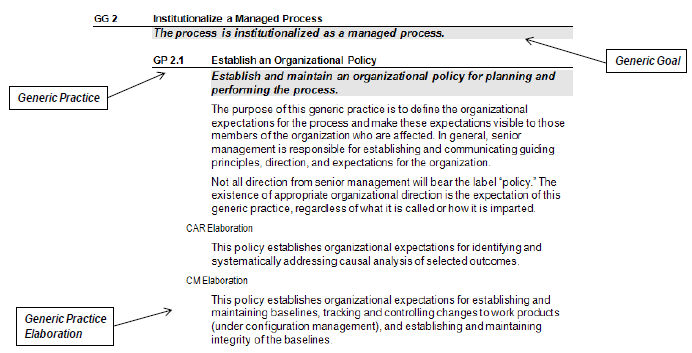 GG 2 Institutionalize a Managed Process
The process is institutionalized as a managed process.
Generic Goal
GP 2.1 Establish an Organizational Policy
Establish and maintain an organizational policy for planning and
performing the process.
Generic Practice
The purpose of this generic practice is to define the organizational
expectations for the process and make these expectations visible to those
members of the organization who are affected. In general, senior
management is responsible for establishing and communicating guiding
principles, direction, and expectations for the organization.
Not all direction from senior management will bear the label “policy.” The
existence of appropriate organizational direction is the expectation of this
generic practice, regardless of what it is called or how it is imparted.
CAR Elaboration
This policy establishes organizational expectations for identifying and
systematically addressing causal analysis of selected outcomes.
CM Elaboration
This policy establishes organizational expectations for establishing and
maintaining baselines, tracking and controlling changes to work products
(under configuration management), and establishing and maintaining
integrity of the baselines.
Generic Practice
Elaboration